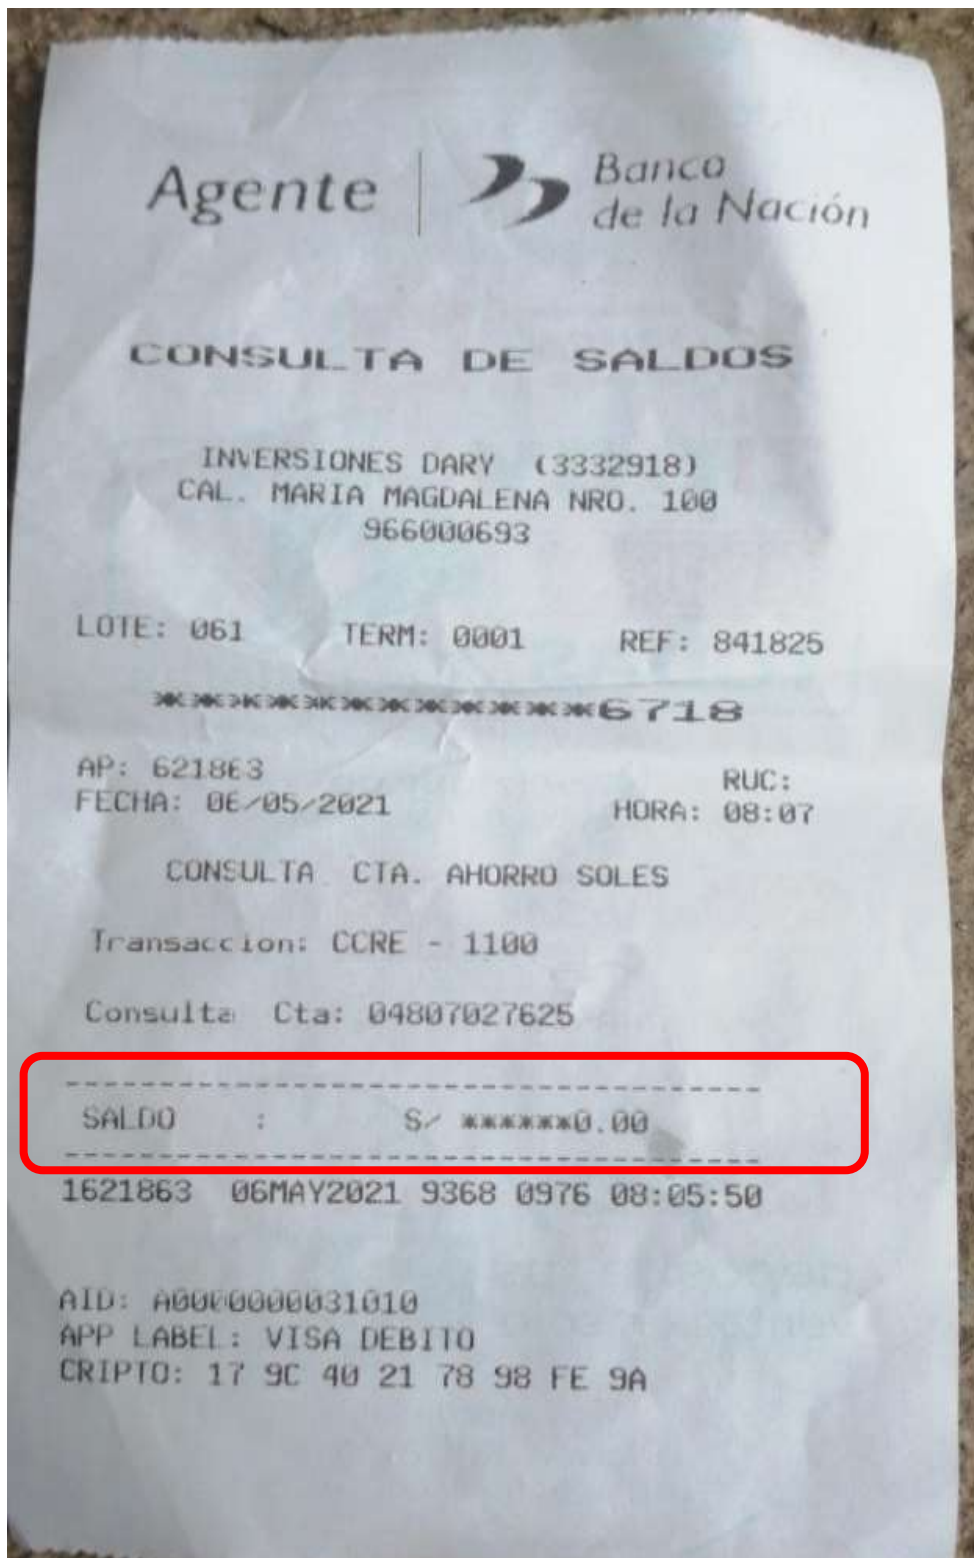 Agente | Banco
de la Nación
CONSULTA DE SALDOS
INVERSIONES DARY (3332918)
CAL. MARIA MAGDALENA NRO. 100
966000693
LOTE: 061 TERM: 0001 REF: 841825
************6718
AP: 621863 RUC:
FECHA: 06/05/2021 HORA: 08:07
CONSULTA CTA. AHORRO SOLES
Transaccion: CCRE - 1100
Consulta Cta: 04807027625
SALDO : S/ ******0.00
1621863 06MAY2021 9368 0976 08:05:50
AID: A0000000031010
APP LABEL: VISA DEBITO
CRIPTO: 17 9C 40 21 78 98 FE 9A